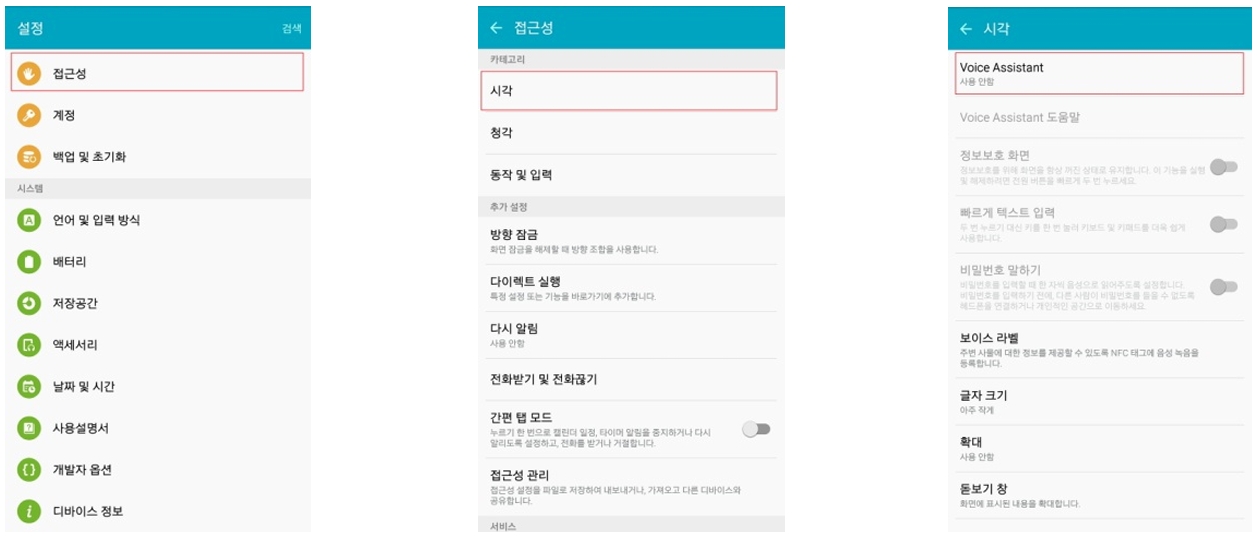 설정
검색
접근성
계정
백업 및 초기화
시스템
언어 및 입력 방식
배터리
저장공간
액세서리
날짜 및 시간
사용설명서
개발자 옵션
디바이스 정보
접근성
카테고리
시각
청각
동작 및 입력
추가 설정
방향 잠금
화면 잠금을 해제할 때 방향 조합을 사용합니다.
다이렉트 실행
특정 설정 또는 기능을 바로가기에 추가합니다.
다시 알림
사용 안함
전화받기 및 전화끊기
간편 탭 모드
누르기 한 번으로 캘린더 일정, 타이머 알림을 중지하거나 다시
알리도록 설정하고, 전화를 받거나 거절합니다.
접근성 관리
접근성 설정을 파일로 저장하여 내보내거나, 가져오고 다른 디바이스와
공유합니다.
서비스
시각
Voice Assistant
사용 안함
Voice Assistant 도움말
정보보호 화면
정보보호를 위해 화면을 항상 꺼진 상태로 유지합니다. 이 기능을 실행
및 해제하려면 전원 버튼을 빠르게 두 번 누르세요.
빠르게 텍스트 입력
두 번 누르기 대신 키를 한 번 눌러 키보드 및 키패드를 더욱 쉽게
사용합니다.
비밀번호 말하기
비밀번호를 입력할 때 한 자씩 음성으로 읽어주도록 설정합니다.
비밀번호를 입력하기 전에, 다른 사람이 비밀번호를 들을 수 없도록
헤드폰을 연결하거나 개인적인 공간으로 이동하세요.
보이스 라벨
주변 사물에 대한 정보를 제공할 수 있도록 NFC 태그에 음성 녹음을
등록합니다.
글자 크기
아주 작게
확대
사용 안함
돋보기 창
화면에 표시된 내용을 확대합니다.